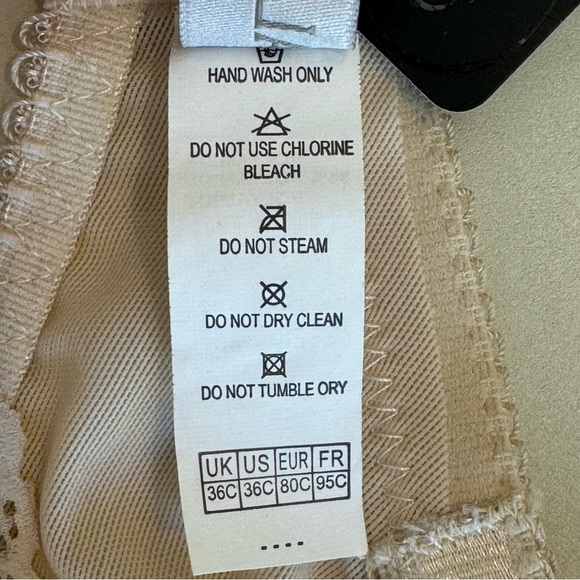 HAND WASH ONLY
DO NOT USE CHLORINE
BLEACH
DO NOT STEAM
DO NOT DRY CLEAN
DO NOT TUMBLE ORY
UK US EUR FR
36C 36C 80C 95C